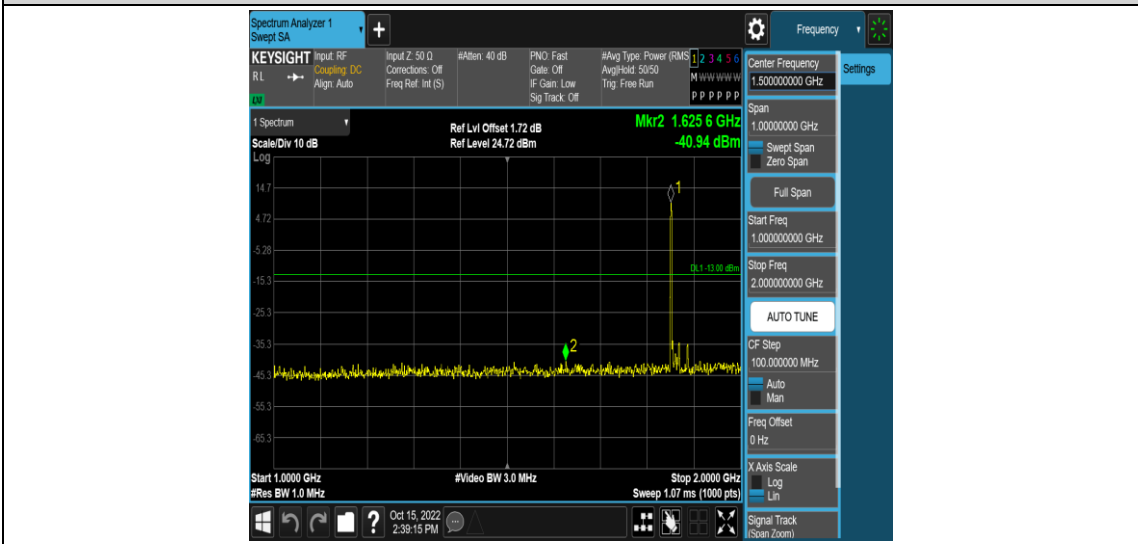 Spectrum Analyzer 1
Swept SA
+
Frequency
KEYSIGHT
R L
Input: RF
Coupling: DC
Align: Auto
Input Z: 50 Ω
Corrections: Off
Freq Ref: Int (S)
#Atten: 40 dB
PNO: Fast
Gate: Off
IF Gain: Low
Sig Track: Off
#Avg Type: Power (RMS
Avg|Hold: 50/50
Trig: Free Run
1 2 3 4 5 6
M W W W W W
P P P P P P
Settings
1 Spectrum
Scale/Div 10 dB
Log
Ref Lvl Offset 1.72 dB
Ref Level 24.72 dBm
Mkr2 1.625 6 GHz
-40.94 dBm
14.7
4.72
-5.28
-15.3
-25.3
-35.3
-45.3
-55.3
-65.3
1
DL1 -13.00 dBm
2
Start 1.0000 GHz
#Res BW 1.0 MHz
#Video BW 3.0 MHz
Stop 2.0000 GHz
Sweep 1.07 ms (1000 pts)
Center Frequency
1.50000000 GHz
Span
1.00000000 GHz
Swept Span
Zero Span
Full Span
Start Freq
1.000000000 GHz
Stop Freq
2.000000000 GHz
AUTO TUNE
CF Step
100.000000 MHz
Auto
Man
Freq Offset
0 Hz
X Axis Scale
Log
Lin
Signal Track
(Span Zoom)
?
Oct 15, 2022
2:39:15 PM